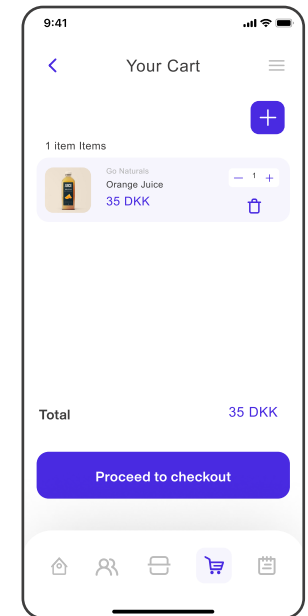 9:41
Your Cart
1 item Items
Go Naturals
Orange Juice
1
35 DKK
Total
35 DKK
Proceed to checkout